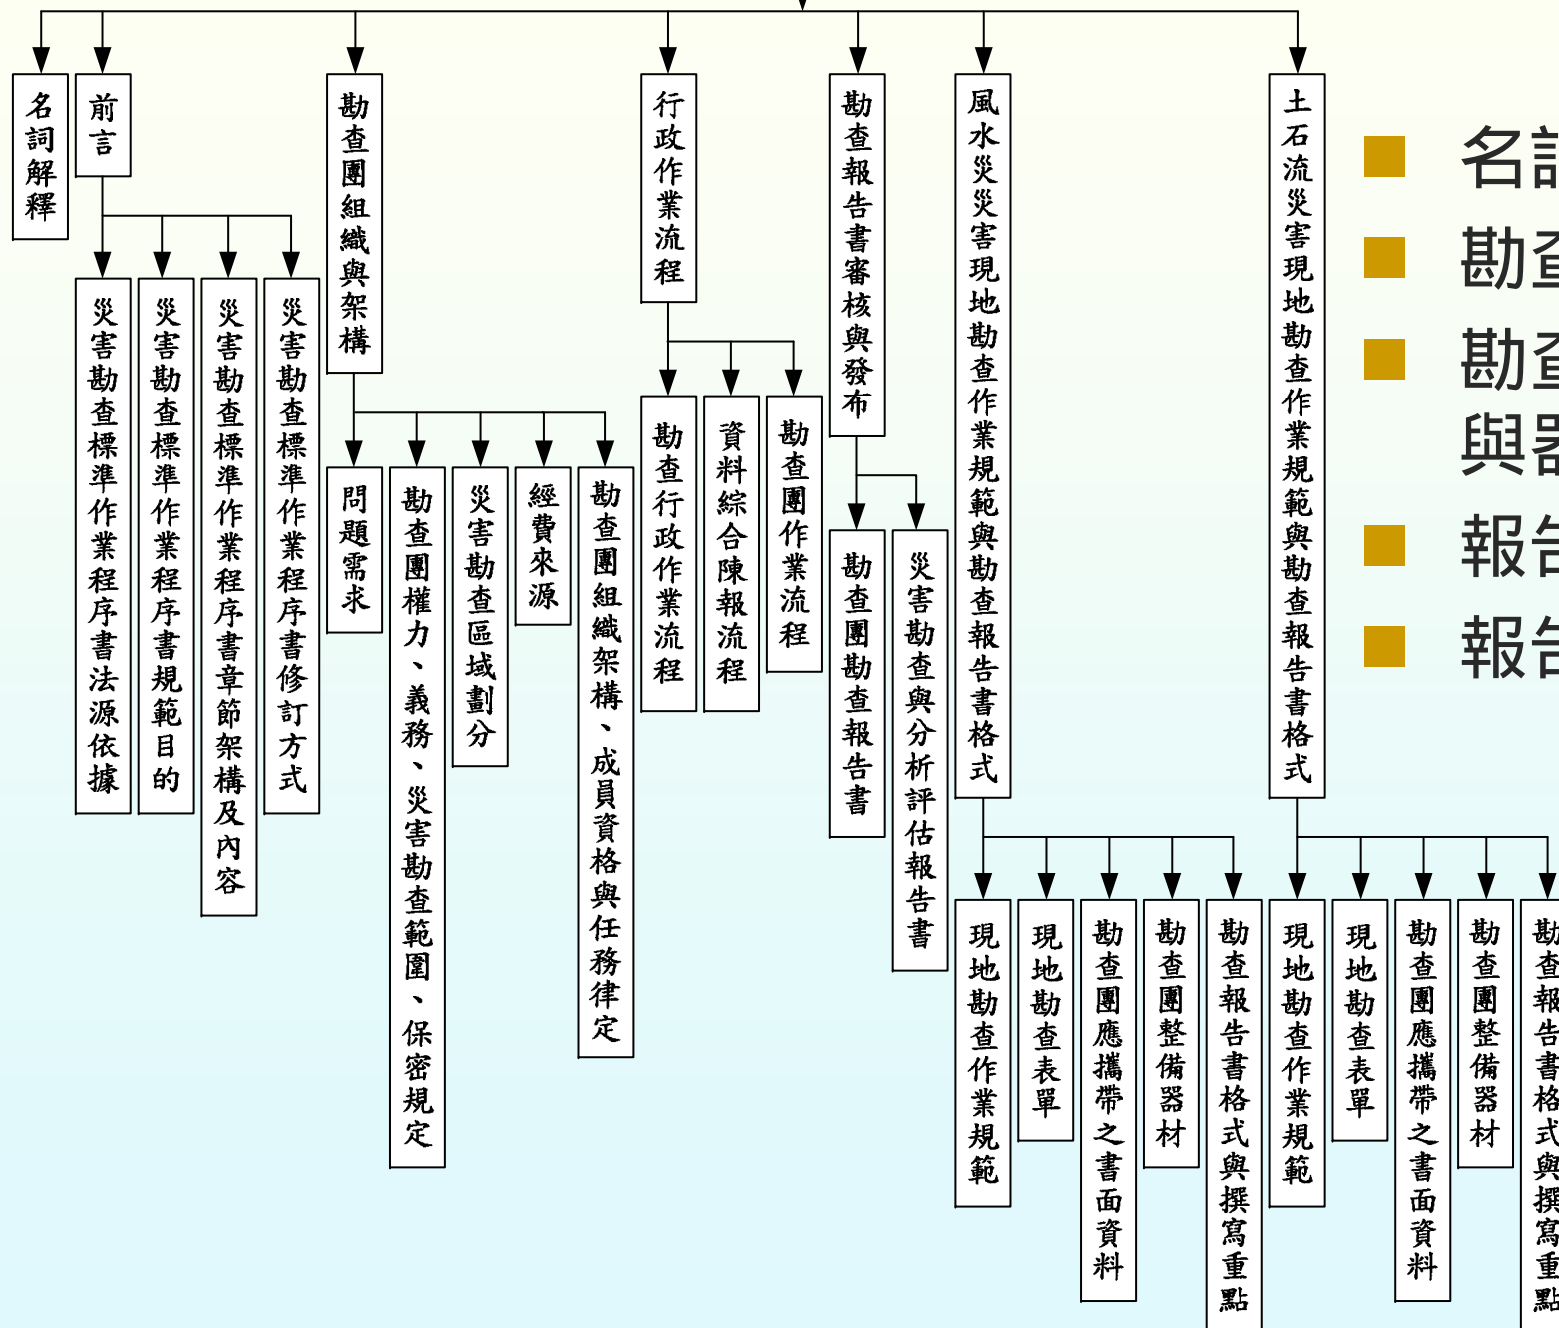 名詞解釋
前言
勘查團組織與架構
行政作業流程
勘查報告書審核與發布
風水災災害現地勘查作業規範與勘查報告書格式
土石流災害現地勘查作業規範與勘查報告書格式
災害勘查標準作業程序書法源依據
災害勘查標準作業程序書規範目的
災害勘查標準作業程序書章節架構及內容
災害勘查標準作業程序書修訂方式
問題需求
勘查團權力、義務、災害勘查範圍、保密規定
災害勘查區域劃分
經費來源
勘查團組織架構、成員資格與任務律定
勘查行政作業流程
資料綜合陳報流程
勘查團作業流程
勘查團勘查報告書
災害勘查與分析評估報告書
現地勘查作業規範
現地勘查表單
勘查團應攜帶之書面資料
勘查團整備器材
勘查報告書格式與撰寫重點
現地勘查作業規範
現地勘查表單
勘查團應攜帶之書面資料
勘查團整備器材
勘查報告書格式與撰寫重點
名
勘查
勘查
與器
報告
報告